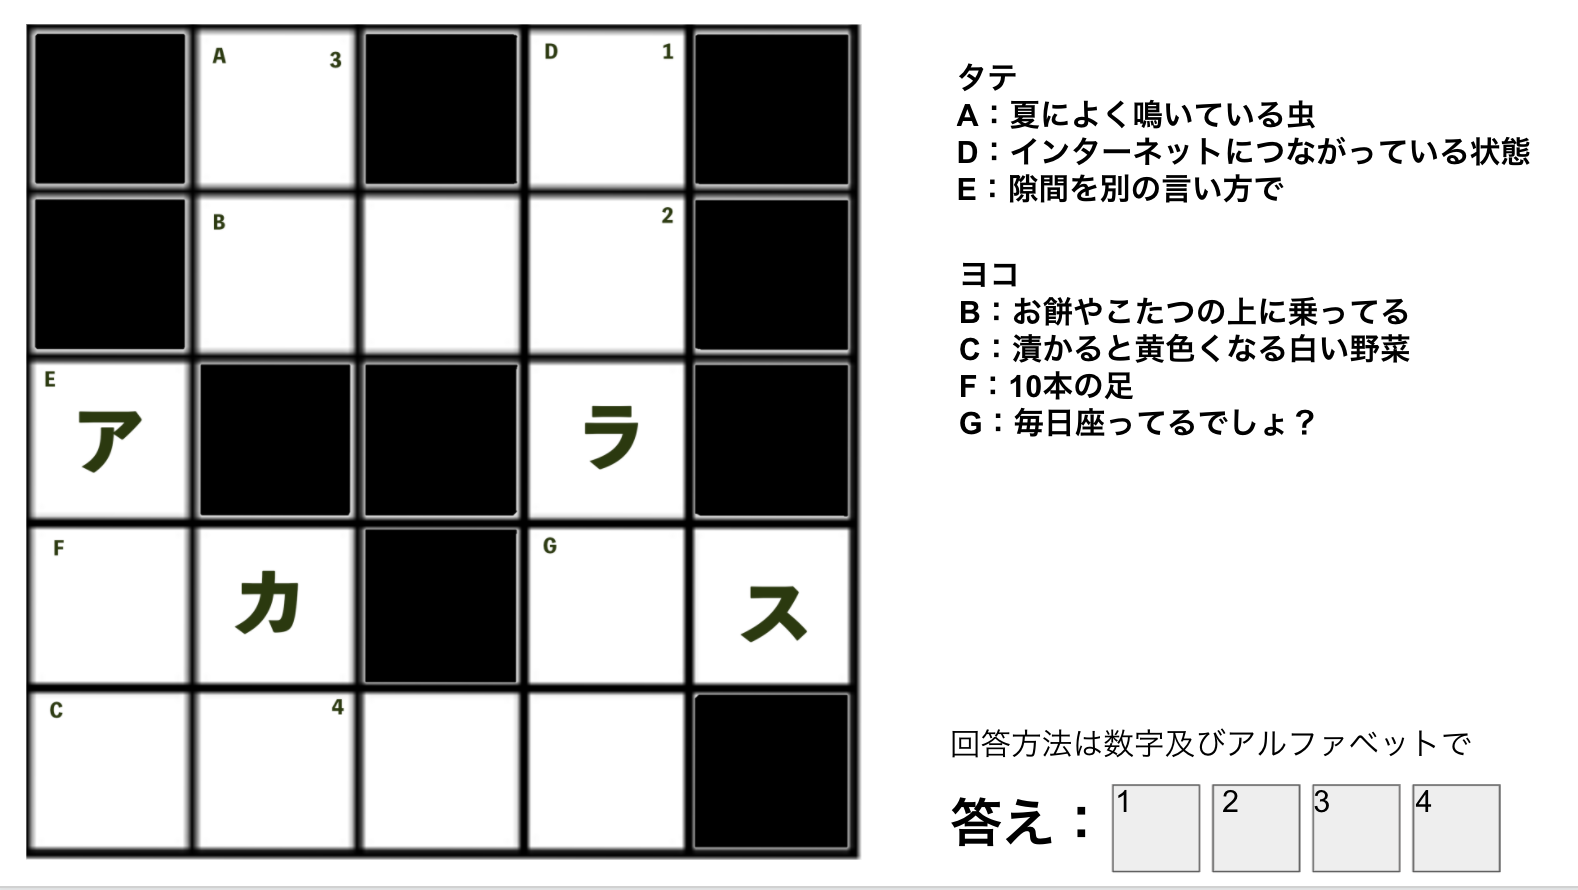 A 3 D 1
B 2
E ア ラ
F カ G ス
C 4
タテ
A：夏によく鳴いている虫
D：インターネットにつながっている状態
E：隙間を別の言い方で
ヨコ
B：お餅やこたつの上に乗ってる
C：漬かると黄色くなる白い野菜
F：10本の足
G：毎日座ってるでしょ？
回答方法は数字及びアルファベットで
答え：1 2 3 4